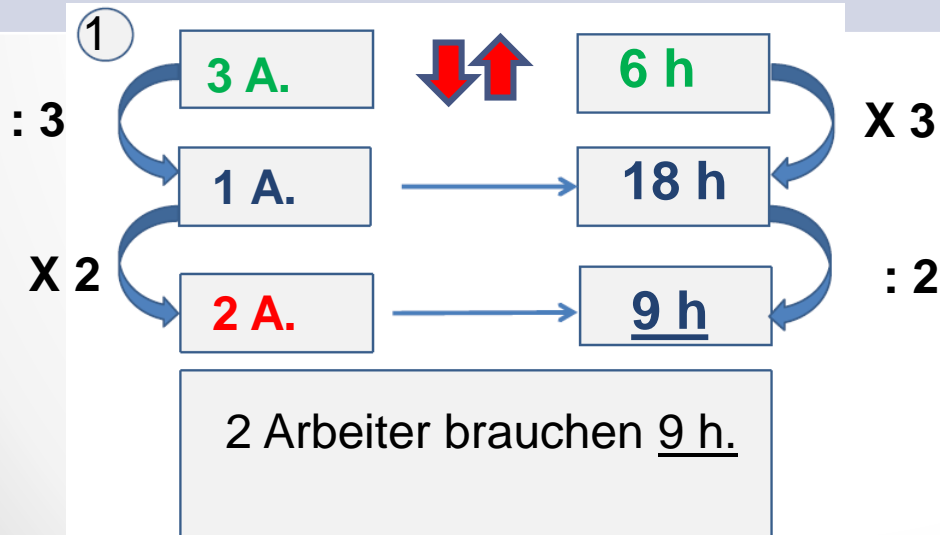 1
3 A.
6 h
: 3
X 3
1 A.
18 h
X 2
: 2
2 A.
9 h
2 Arbeiter brauchen 9 h.